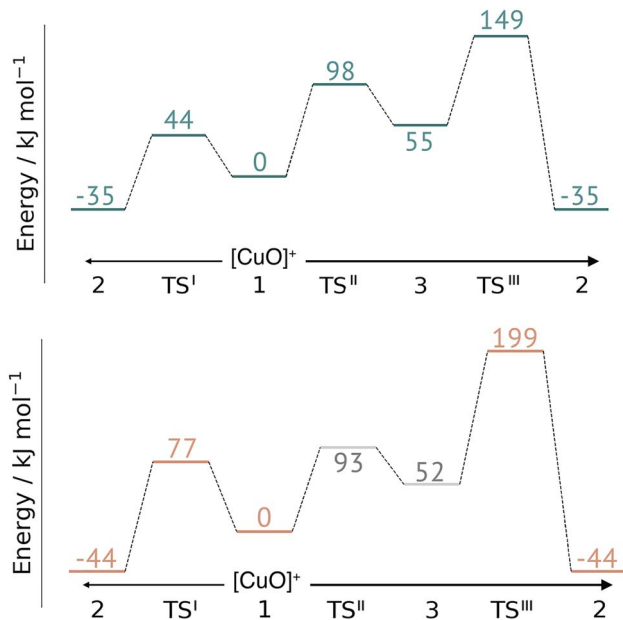 Energy / kJ mol⁻¹
149
98
44
0
55
-35
-35
[CuO]⁺
2 TSᴵ 1 TSᴵᴵ 3 TSᴵᴵᴵ 2
Energy / kJ mol⁻¹
199
77
93
52
0
-44
-44
[CuO]⁺
2 TSᴵ 1 TSᴵᴵ 3 TSᴵᴵᴵ 2